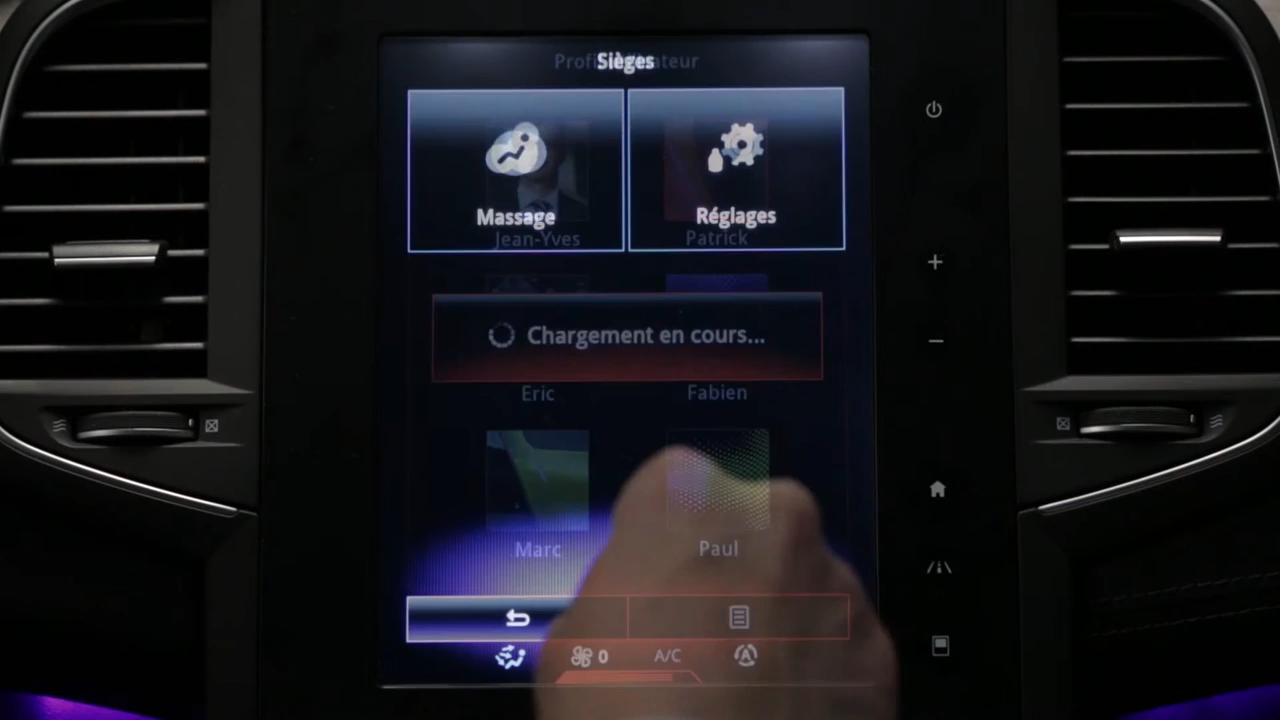 Sièges
Massage
Réglages
Jean-Yves
Patrick
Chargement en cours...
Eric
Fabien
Marc
Paul
0
A/C
A